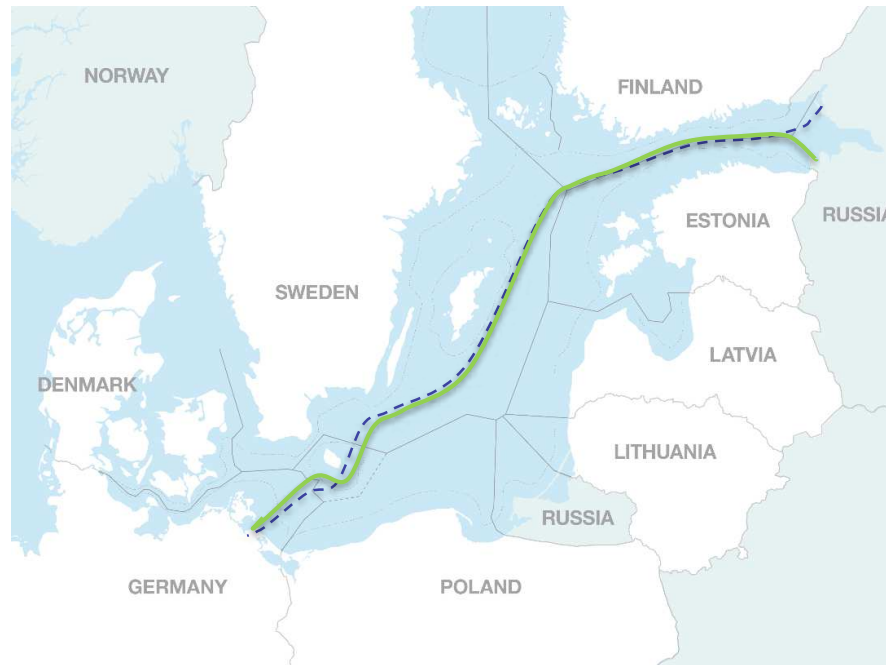 NORWAY
FINLAND
ESTONIA
RUSSIA
SWEDEN
LATVIA
DENMARK
LITHUANIA
RUSSIA
GERMANY
POLAND